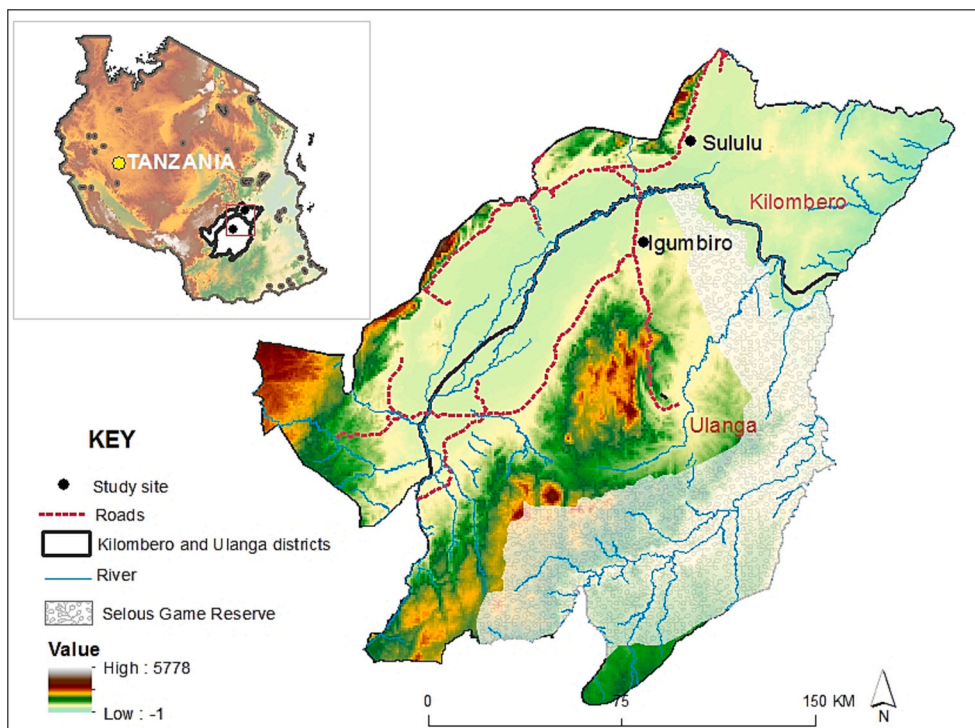 TANZANIA
Sululu
Kilombero
Igumbiro
Ulanga
KEY
Study site
Roads
Kilombero and Ulanga districts
River
Selous Game Reserve
Value
High : 5778
Low : -1
0 75 150 KM
N